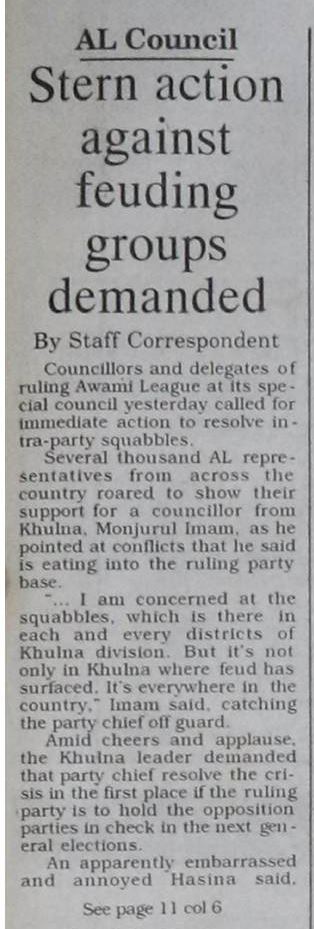 AL Council
Stern action
against
feuding
groups
demanded
By Staff Correspondent
Councillors and delegates of
ruling Awami League at its spe-
cial council yesterday called for
immediate action to resolve in-
tra-party squabbles.
Several thousand AL repre-
sentatives from across the
country roared to show their
support for a councillor from
Khulna, Monjurul Imam, as he
pointed at conflicts that he said
is eating into the ruling party
base.
"... I am concerned at the
squabbles, which is there in
each and every districts of
Khulna division. But it's not
only in Khulna where feud has
surfaced. It's everywhere in the
country," Imam said, catching
the party chief off guard.
Amid cheers and applause,
the Khulna leader demanded
that party chief resolve the cri-
sis in the first place if the ruling
party is to hold the opposition
parties in check in the next gen-
eral elections.
An apparently embarrassed
and annoyed Hasina said,
See page 11 col 6